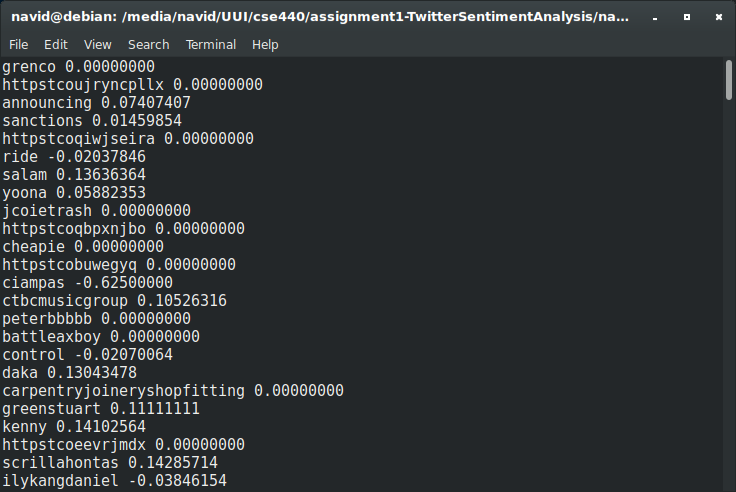 navid@debian: /media/navid/UUI/cse440/assignment1-TwitterSentimentAnalysis/na...
File Edit View Search Terminal Help
grenco 0.00000000
httpstcoujryncpllx 0.00000000
announcing 0.07407407
sanctions 0.01459854
httpstcoqiwjseira 0.00000000
ride -0.02037846
salam 0.13636364
yoona 0.05882353
jcoietrash 0.00000000
httpstcoqbpxnjbo 0.00000000
cheapie 0.00000000
httpstcobuwegyq 0.00000000
ciampas -0.62500000
ctbcmusicgroup 0.10526316
peterbbbbb 0.00000000
battleaxboy 0.00000000
control -0.02070064
daka 0.13043478
carpentryjoineryshopfitting 0.00000000
greenstuart 0.11111111
kenny 0.14102564
httpstcoeevrjmdx 0.00000000
scrillahontas 0.14285714
ilykangdaniel -0.03846154